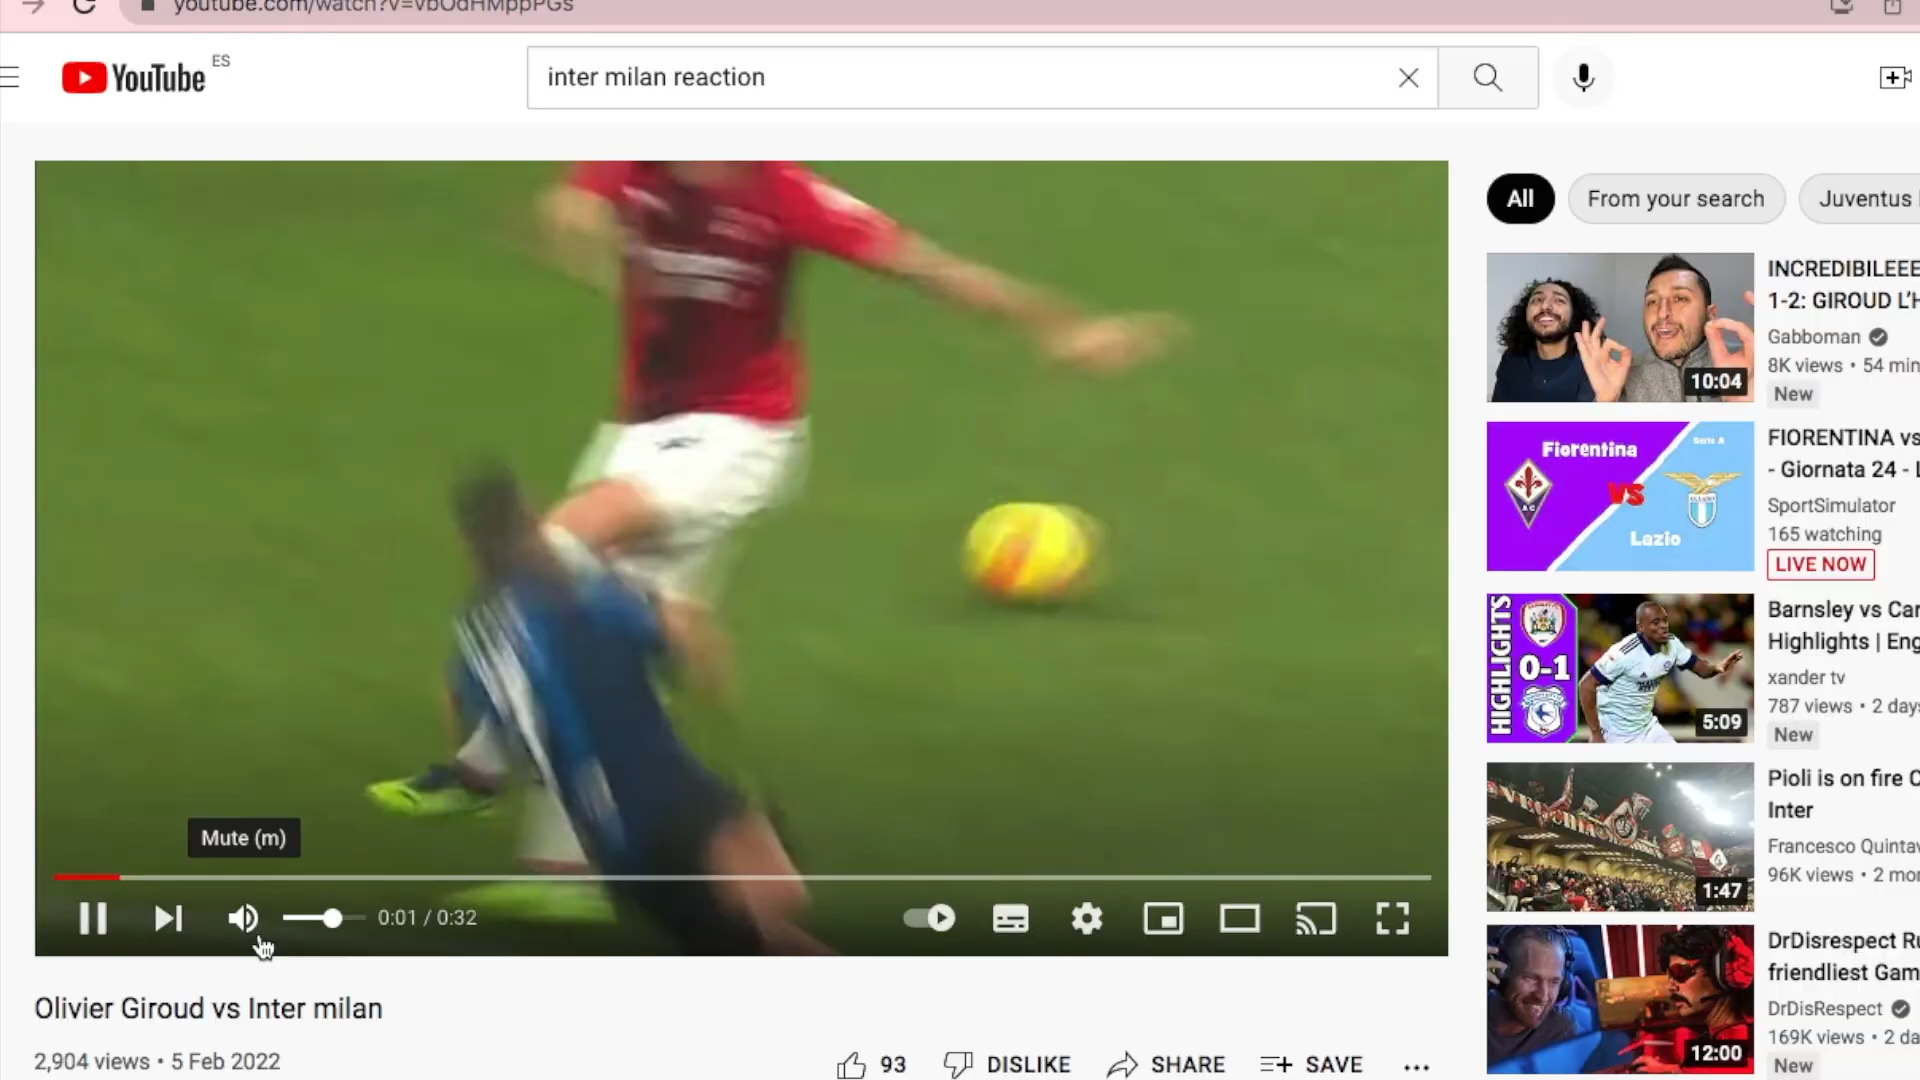 youtube.com/watch?v=vbOdHMppPGs
YouTube ES
inter milan reaction
All
From your search
Juventus
Mute (m)
0:01 / 0:32
Olivier Giroud vs Inter milan
2,904 views • 5 Feb 2022
93
DISLIKE
SHARE
SAVE
10:04
INCREDIBILEEE
1-2: GIROUD L'H
Gabboman
8K views • 54 min
New
Fiorentina
Serie A
VS
Lazio
FIORENTINA vs
- Giornata 24 - L
SportSimulator
165 watching
LIVE NOW
HIGHLIGHTS
0-1
5:09
Barnsley vs Car
Highlights | Eng
xander tv
787 views • 2 days
New
1:47
Pioli is on fire C
Inter
Francesco Quintav
96K views • 2 mon
12:00
DrDisrespect Ru
friendliest Gam
DrDisRespect
169K views • 2 da
New